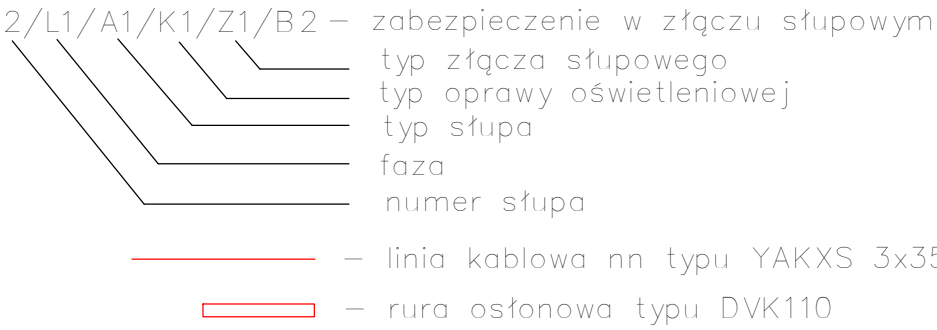 2/L1/A1/K1/Z1/B2 – zabezpieczenie w złączu słupowym
typ złącza słupowego
typ oprawy oświetleniowej
typ słupa
faza
numer słupa
– linia kablowa nn typu YAKXS 3x35
– rura osłonowa typu DVK110